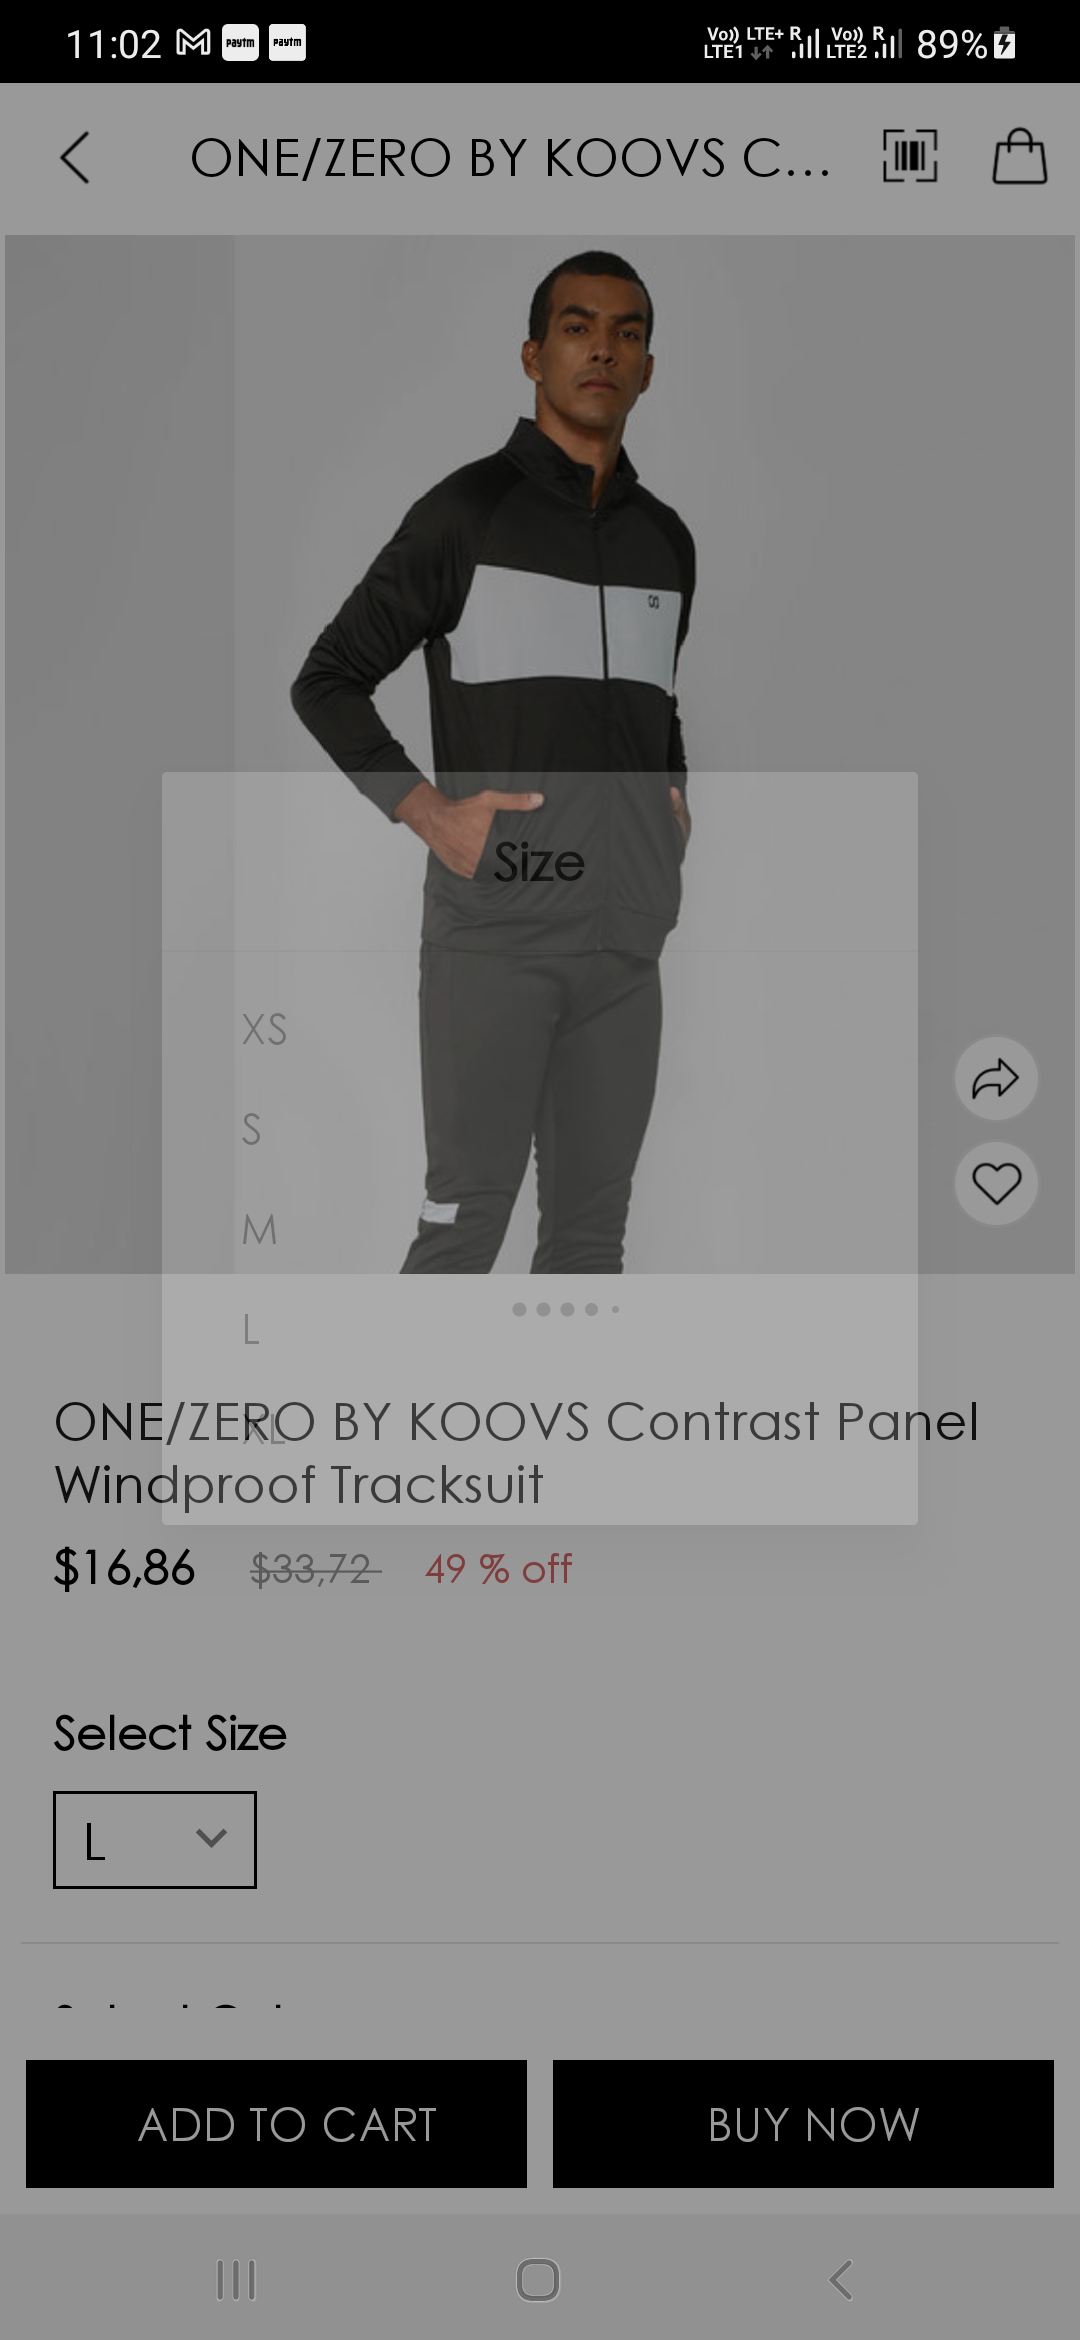 11:02 M paytm paytm Vo)) LTE1 LTE+ R Vo)) LTE2 R 89%
ONE/ZERO BY KOOVS C...
Size
XS
S
M
L
XL
ONE/ZERO BY KOOVS Contrast Panel
Windproof Tracksuit
$16,86 $33,72 49 % off
Select Size
L
ADD TO CART BUY NOW